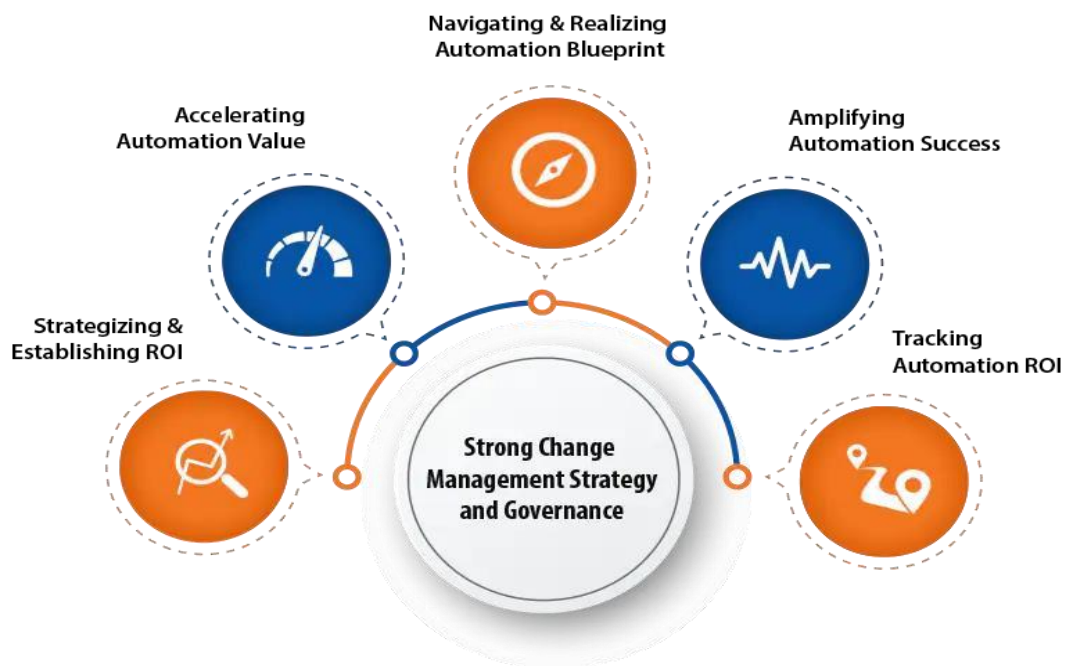 Navigating & Realizing
Automation Blueprint
Accelerating
Automation Value
Amplifying
Automation Success
Strategizing &
Establishing ROI
Tracking
Automation ROI
Strong Change
Management Strategy
and Governance